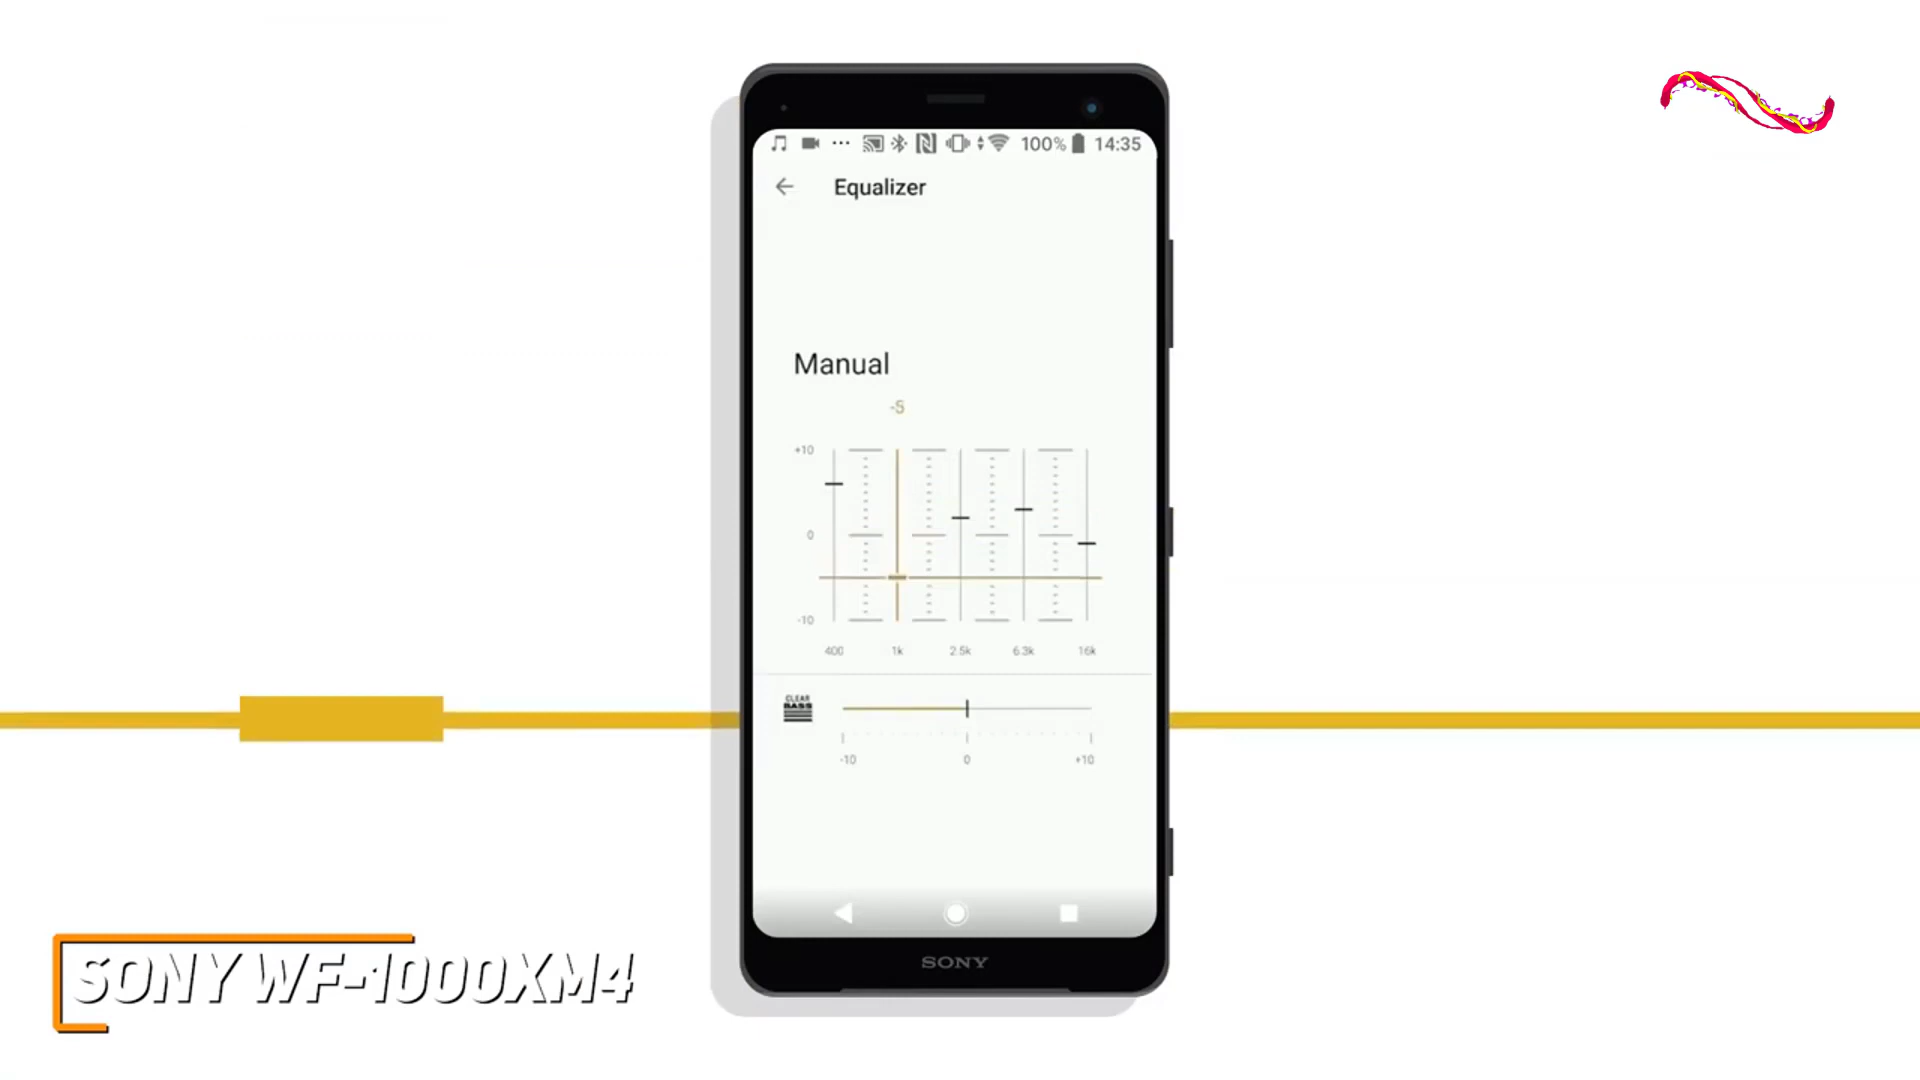 100% 14:35
Equalizer
Manual
-5
+10
0
-10
400 1k 2.5k 6.3k 16k
CLEAR
BASS
-10 0 +10
SONY
SONY WF-1000XM4